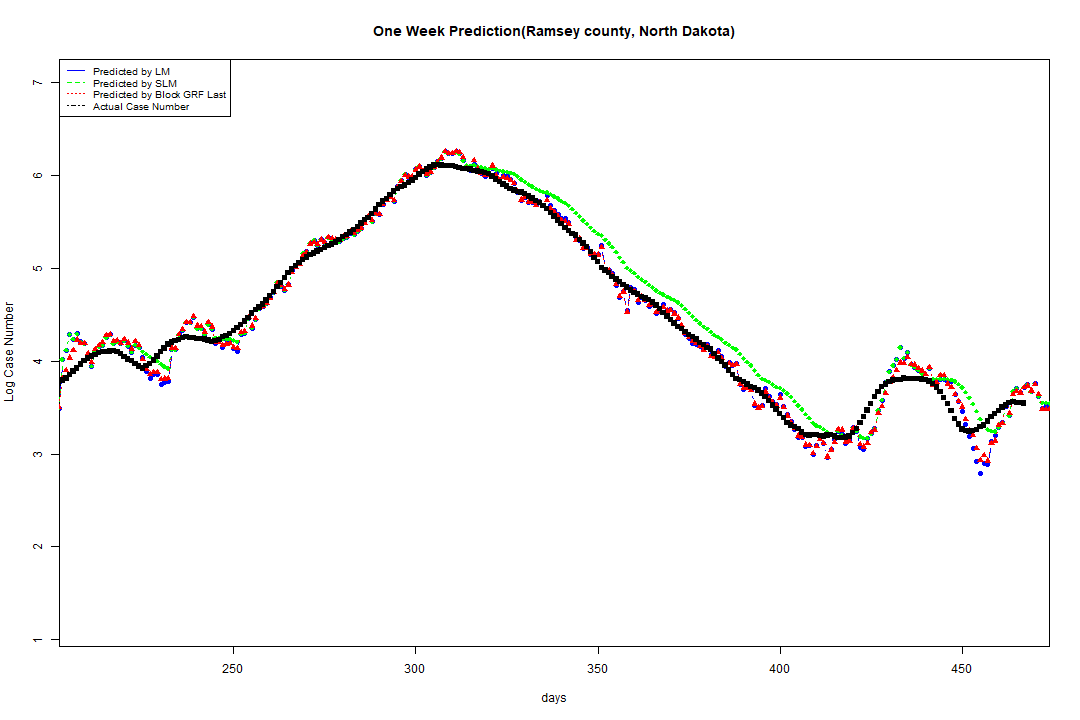 One Week Prediction(Ramsey county, North Dakota)
Predicted by LM
Predicted by SLM
Predicted by Block GRF Last
Actual Case Number
7
6
5
4
3
2
1
Log Case Number
250
300
350
400
450
days